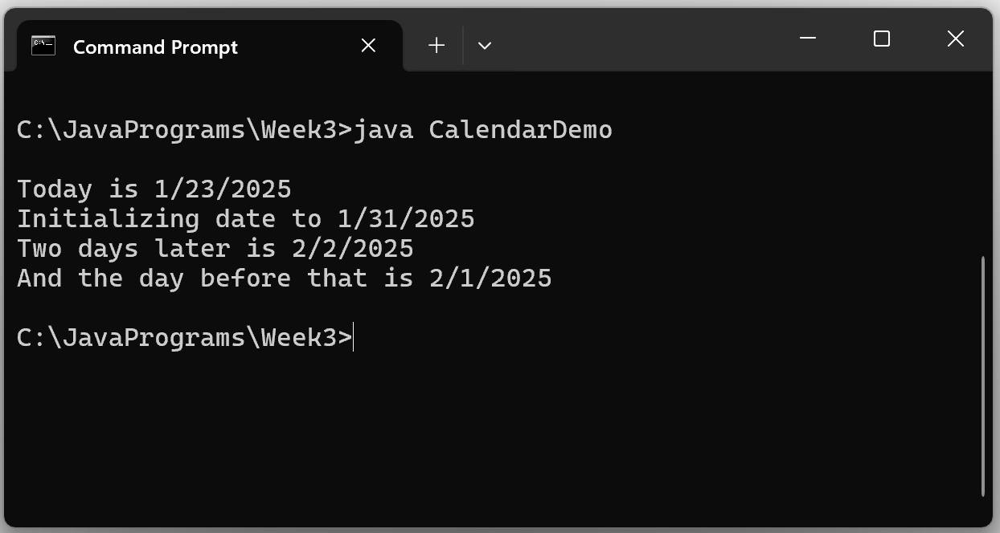 Command Prompt
C:\JavaPrograms\Week3>java CalendarDemo
Today is 1/23/2025
Initializing date to 1/31/2025
Two days later is 2/2/2025
And the day before that is 2/1/2025
C:\JavaPrograms\Week3>